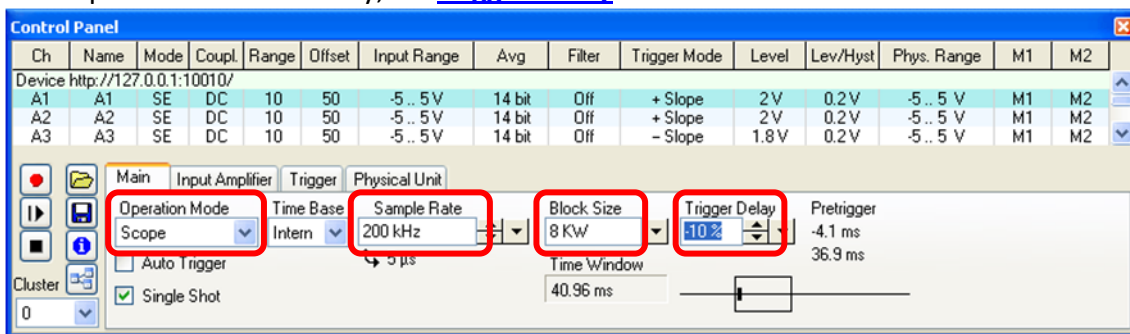 Control Panel
Ch Name Mode Coupl. Range Offset Input Range Avg Filter Trigger Mode Level Lev/Hyst Phys. Range M1 M2
Device http://127.0.0.1:10010/
A1 A1 SE DC 10 50 -5 .. 5 V 14 bit Off + Slope 2 V 0.2 V -5 .. 5 V M1 M2
A2 A2 SE DC 10 50 -5 .. 5 V 14 bit Off + Slope 2 V 0.2 V -5 .. 5 V M1 M2
A3 A3 SE DC 10 50 -5 .. 5 V 14 bit Off – Slope 1.8 V 0.2 V -5 .. 5 V M1 M2
Main Input Amplifier Trigger Physical Unit
Operation Mode Time Base Sample Rate Block Size Trigger Delay Pretrigger
Scope Intern 200 kHz 8 KW -10 % -4.1 ms
Auto Trigger 5 µs Time Window 36.9 ms
Cluster Single Shot 40.96 ms
0